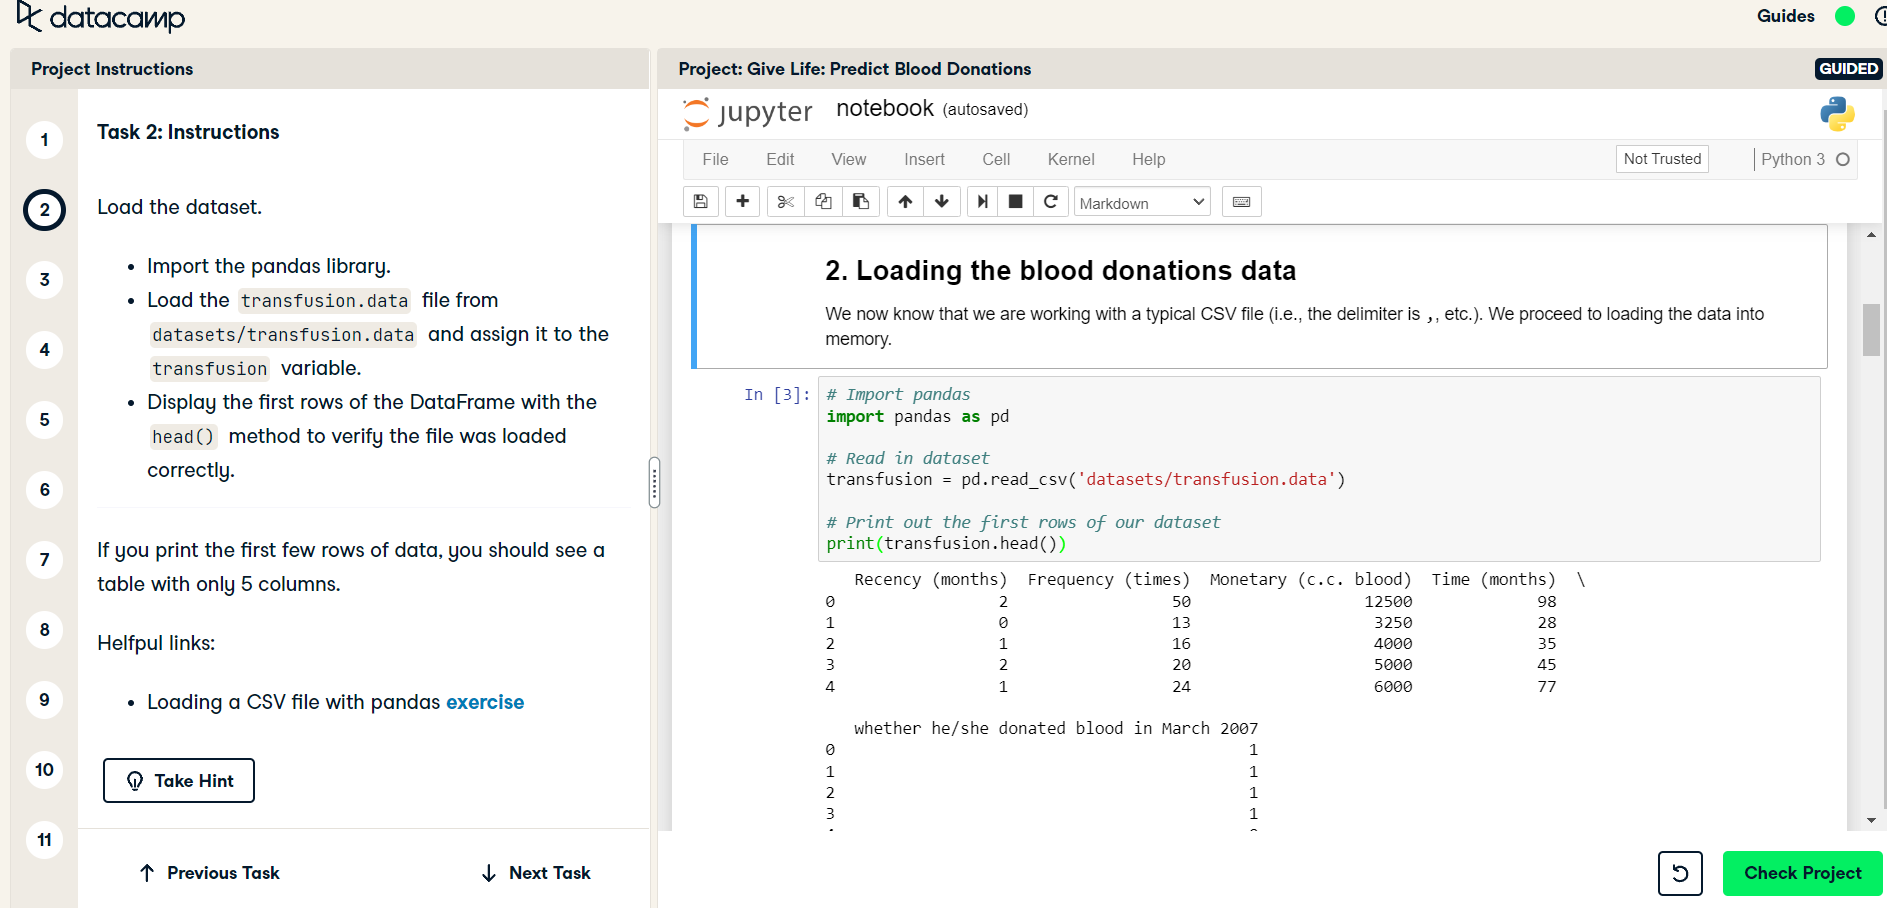 datacamp
Guides
Project Instructions
Project: Give Life: Predict Blood Donations
GUIDED
1
2
3
4
5
6
7
8
9
10
11
Task 2: Instructions
Load the dataset.
• Import the pandas library.
• Load the transfusion.data file from
datasets/transfusion.data and assign it to the
transfusion variable.
• Display the first rows of the DataFrame with the
head() method to verify the file was loaded
correctly.
If you print the first few rows of data, you should see a
table with only 5 columns.
Helfpul links:
• Loading a CSV file with pandas exercise
Take Hint
Previous Task
Next Task
jupyter notebook (autosaved)
File Edit View Insert Cell Kernel Help
Not Trusted
Python 3
Markdown
2. Loading the blood donations data
We now know that we are working with a typical CSV file (i.e., the delimiter is ,, etc.). We proceed to loading the data into
memory.
In [3]:
# Import pandas
import pandas as pd
# Read in dataset
transfusion = pd.read_csv('datasets/transfusion.data')
# Print out the first rows of our dataset
print(transfusion.head())
Recency (months) Frequency (times) Monetary (c.c. blood) Time (months) \
0 2 50 12500 98
1 0 13 3250 28
2 1 16 4000 35
3 2 20 5000 45
4 1 24 6000 77
whether he/she donated blood in March 2007
0 1
1 1
2 1
3 1
Check Project